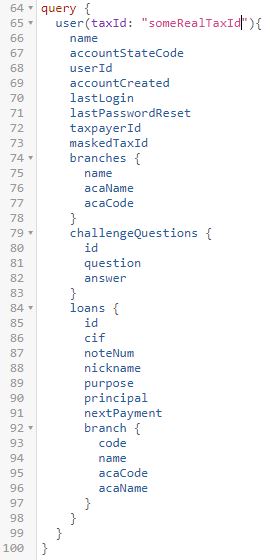 64 query {
65 user(taxId: "someRealTaxId"){
66 name
67 accountStateCode
68 userId
69 accountCreated
70 lastLogin
71 lastPasswordReset
72 taxpayerId
73 maskedTaxId
74 branches {
75 name
76 acaName
77 acaCode
78 }
79 challengeQuestions {
80 id
81 question
82 answer
83 }
84 loans {
85 id
86 cif
87 noteNum
88 nickname
89 purpose
90 principal
91 nextPayment
92 branch {
93 code
94 name
95 acaCode
96 acaName
97 }
98 }
99 }
100 }